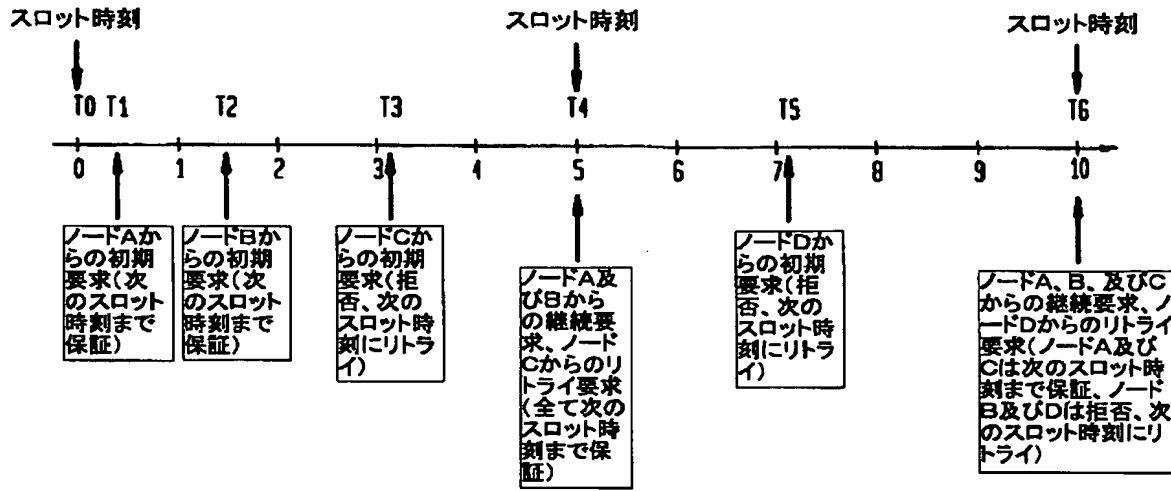 スロット時刻
スロット時刻
スロット時刻
T0 T1 T2 T3 T4 T5 T6
0 1 2 3 4 5 6 7 8 9 10
ノードAか
らの初期
要求(次
のスロット
時刻まで
保証)
ノードBか
らの初期
要求(次
のスロット
時刻まで
保証)
ノードCか
らの初期
要求(拒
否、次の
スロット時
刻にリトラ
イ)
ノードA及
びBから
の継続要
求、ノード
Cからのリ
トライ要求
(全て次の
スロット時
刻まで保
証)
ノードDか
らの初期
要求(拒
否、次の
スロット時
刻にリトラ
イ)
ノードA、B、及びC
からの継続要求、ノ
ードDからのリトライ
要求(ノードA及び
Cは次のスロット時
刻まで保証、ノード
B及びDは拒否、次
のスロット時刻にリ
トライ)